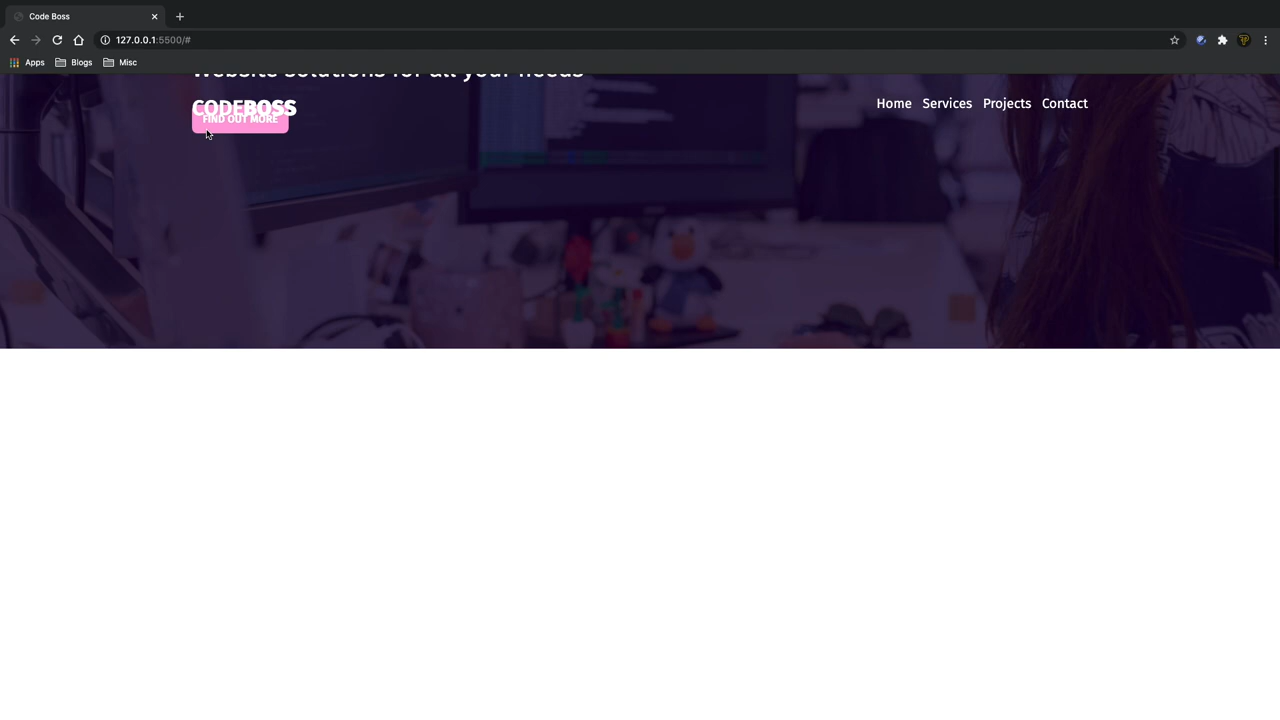 Code Boss
127.0.0.1:5500/#
Apps Blogs Misc
Website solutions for all your needs
CODEBOSS
Home Services Projects Contact
FIND OUT MORE